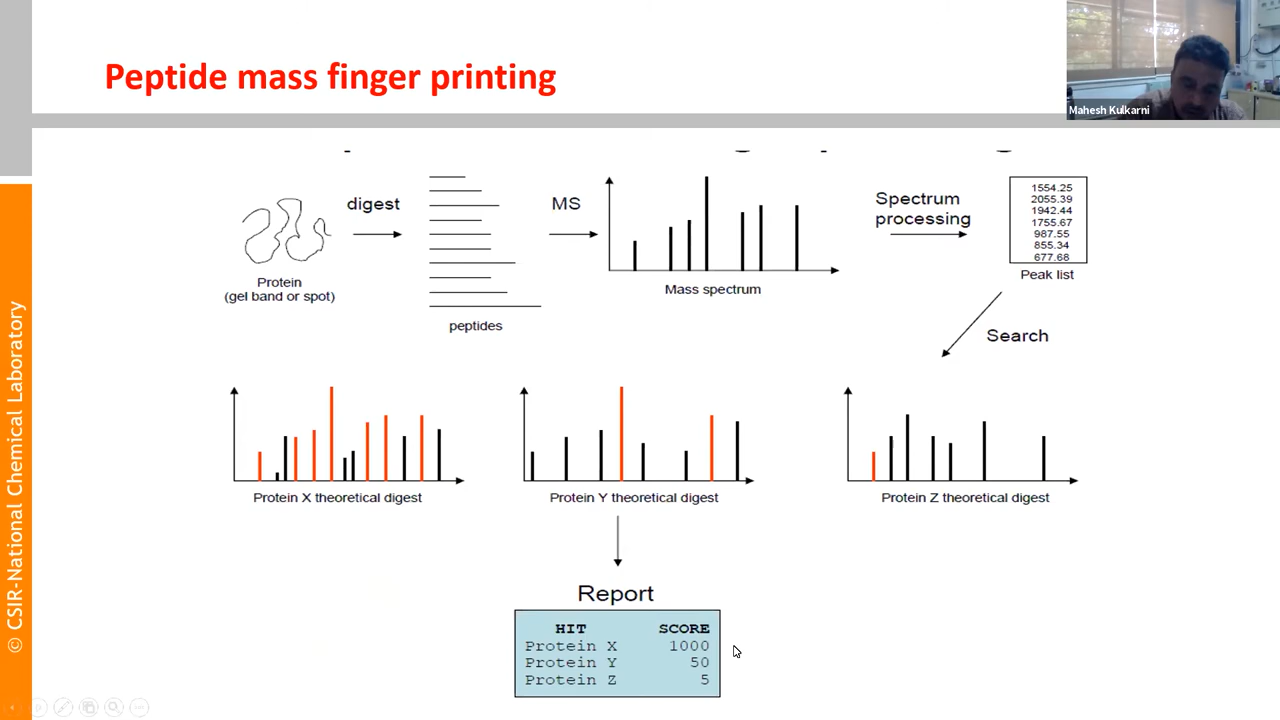 Peptide mass finger printing
Mahesh Kulkarni
digest
MS
Spectrum
processing
1554.25
2055.39
1942.44
1755.67
987.55
855.34
677.68
Protein
(gel band or spot)
peptides
Mass spectrum
Peak list
Search
Protein X theoretical digest
Protein Y theoretical digest
Protein Z theoretical digest
Report
HIT SCORE
Protein X 1000
Protein Y 50
Protein Z 5
© CSIR-National Chemical Laboratory